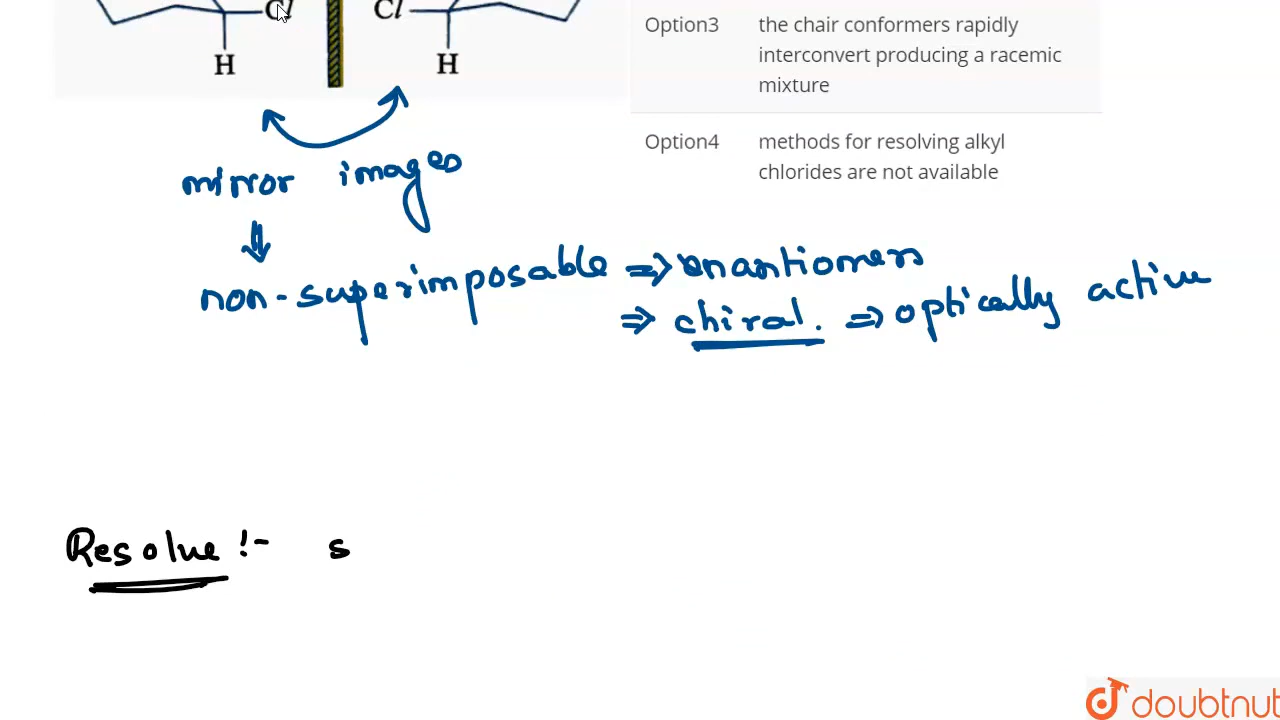 Cl Cl
H H
Option3 the chair conformers rapidly
interconvert producing a racemic
mixture
Option4 methods for resolving alkyl
chlorides are not available
mirror images
⇓
non-superimposable ⇒ enantiomers
⇒ chiral. ⇒ optically active
Resolve :- s
doubtnut